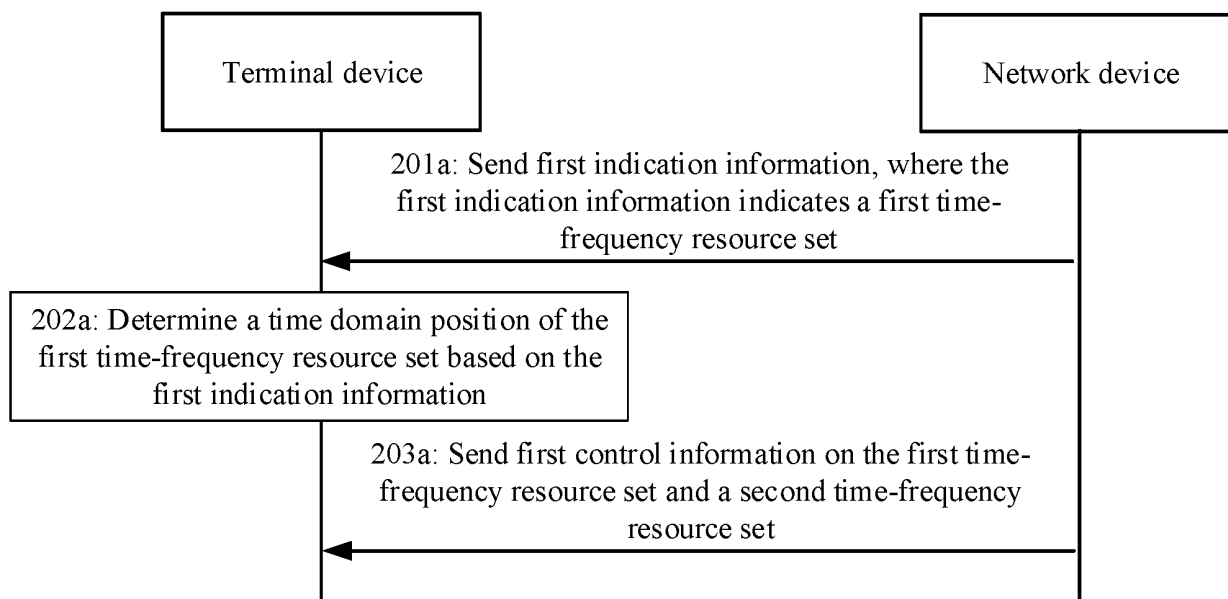 Terminal device
Network device
201a: Send first indication information, where the
first indication information indicates a first time-
frequency resource set
202a: Determine a time domain position of the
first time-frequency resource set based on the
first indication information
203a: Send first control information on the first time-
frequency resource set and a second time-frequency
resource set